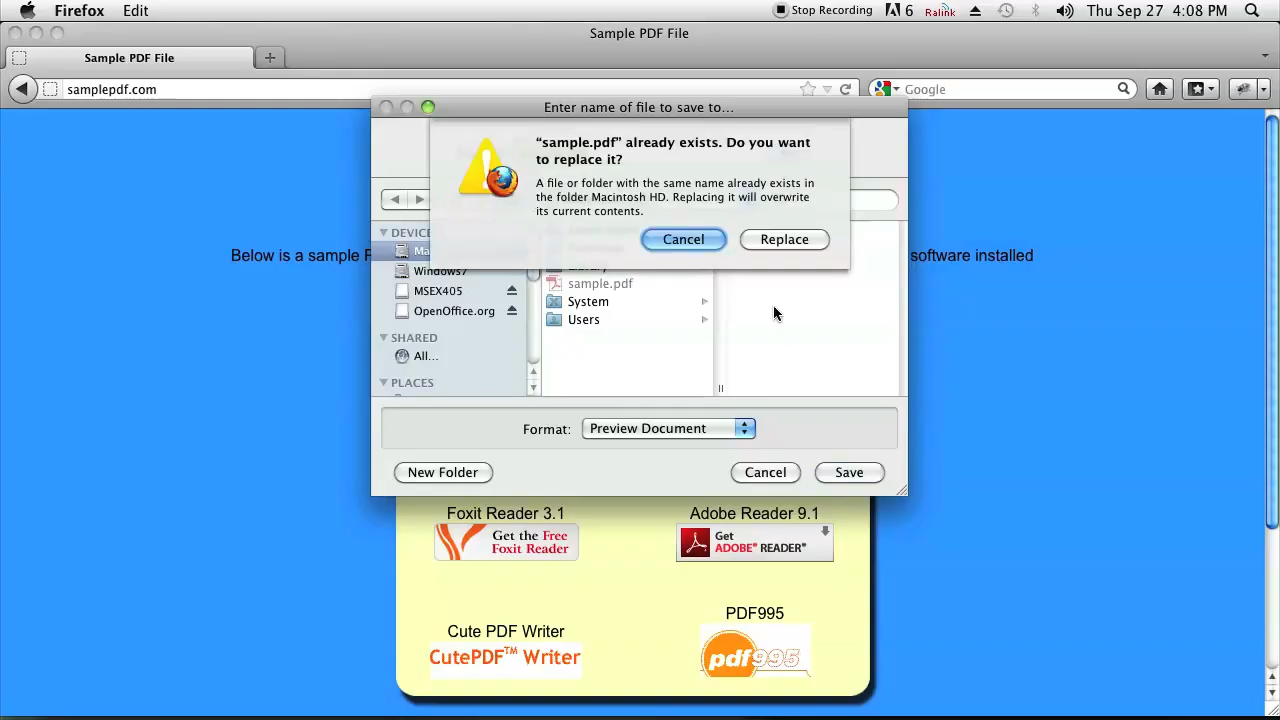 Firefox Edit Stop Recording 6 Ralink Thu Sep 27 4:08 PM
Sample PDF File
Sample PDF File
samplepdf.com Google
Enter name of file to save to...
“sample.pdf” already exists. Do you want
to replace it?
A file or folder with the same name already exists in
the folder Macintosh HD. Replacing it will overwrite
its current contents.
Cancel Replace
DEVIC
Ma
Below is a sample software installed
Windows7 Library
MSEX405 sample.pdf
OpenOffice.org System
Users
SHARED
All...
PLACES
Format: Preview Document
New Folder Cancel Save
Foxit Reader 3.1 Adobe Reader 9.1
Get the Free
Foxit Reader
Get
ADOBE® READER®
Cute PDF Writer PDF995
CutePDF™ Writer pdf995